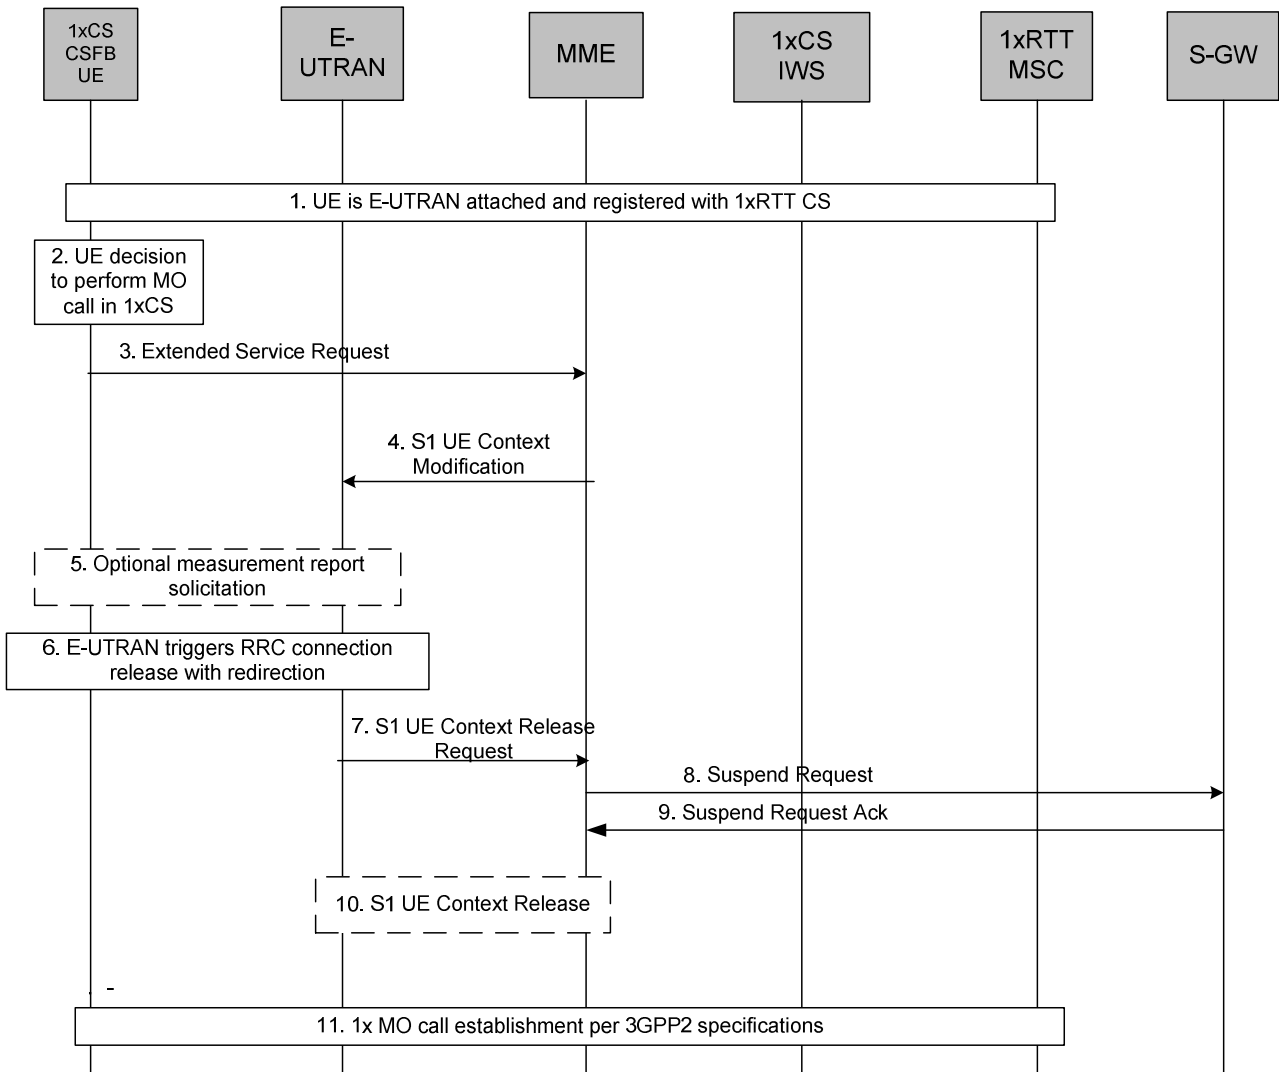 1xCS
CSFB
UE
E-
UTRAN
MME
1xCS
IWS
1xRTT
MSC
S-GW
1. UE is E-UTRAN attached and registered with 1xRTT CS
2. UE decision
to perform MO
call in 1xCS
3. Extended Service Request
4. S1 UE Context
Modification
5. Optional measurement report
solicitation
6. E-UTRAN triggers RRC connection
release with redirection
7. S1 UE Context Release
Request
8. Suspend Request
9. Suspend Request Ack
10. S1 UE Context Release
11. 1x MO call establishment per 3GPP2 specifications